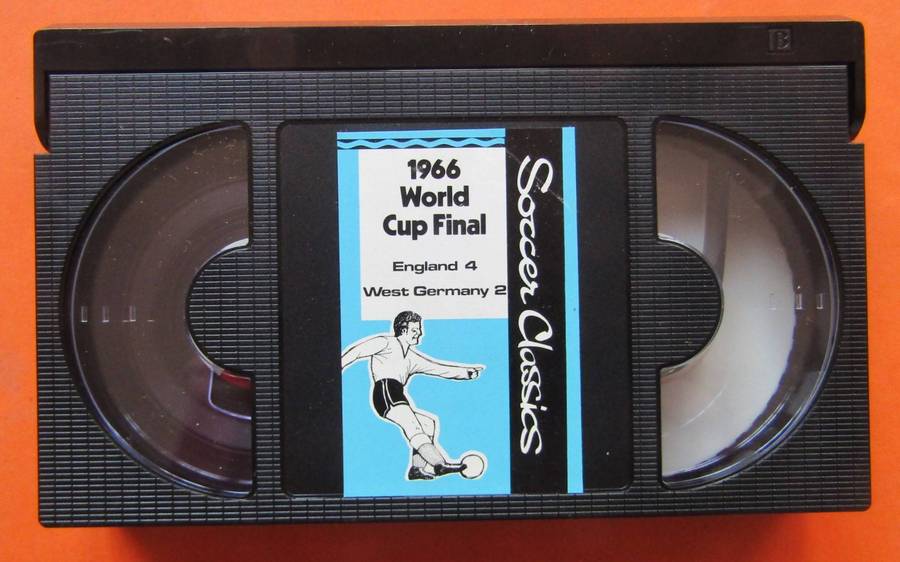 1966
World
Cup Final
England 4
West Germany 2
Soccer Classics